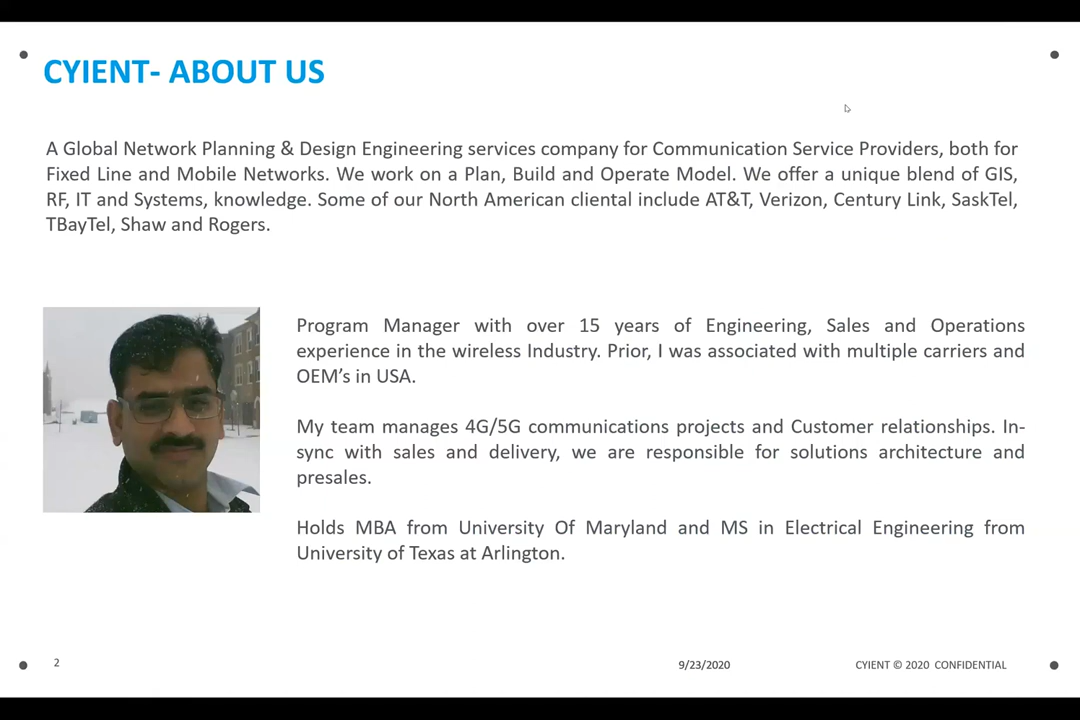 CYIENT- ABOUT US
A Global Network Planning & Design Engineering services company for Communication Service Providers, both for
Fixed Line and Mobile Networks. We work on a Plan, Build and Operate Model. We offer a unique blend of GIS,
RF, IT and Systems, knowledge. Some of our North American cliental include AT&T, Verizon, Century Link, SaskTel,
TBayTel, Shaw and Rogers.
Program Manager with over 15 years of Engineering, Sales and Operations
experience in the wireless Industry. Prior, I was associated with multiple carriers and
OEM’s in USA.
My team manages 4G/5G communications projects and Customer relationships. In-
sync with sales and delivery, we are responsible for solutions architecture and
presales.
Holds MBA from University Of Maryland and MS in Electrical Engineering from
University of Texas at Arlington.
2
9/23/2020
CYIENT © 2020 CONFIDENTIAL